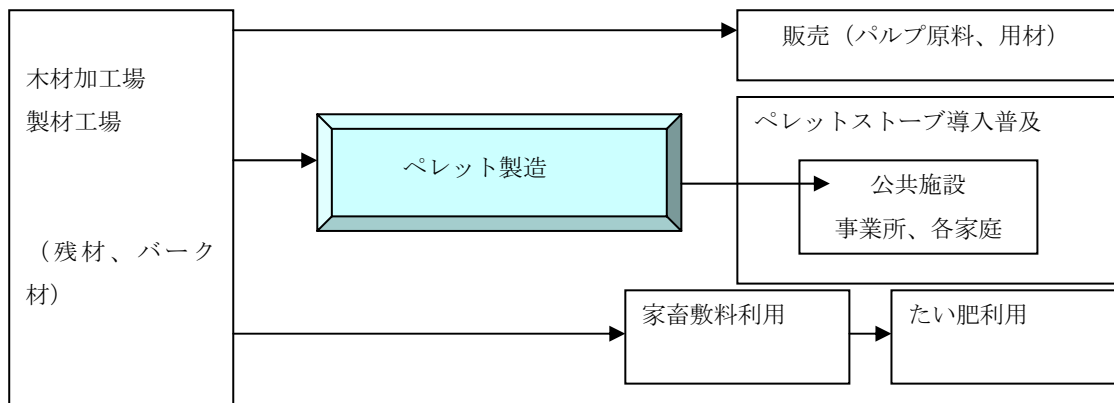 販売（パルプ原料、用材）
木材加工場
製材工場
ペレットストーブ導入普及
ペレット製造
公共施設
事業所、各家庭
（残材、バーク
材）
家畜敷料利用
たい肥利用